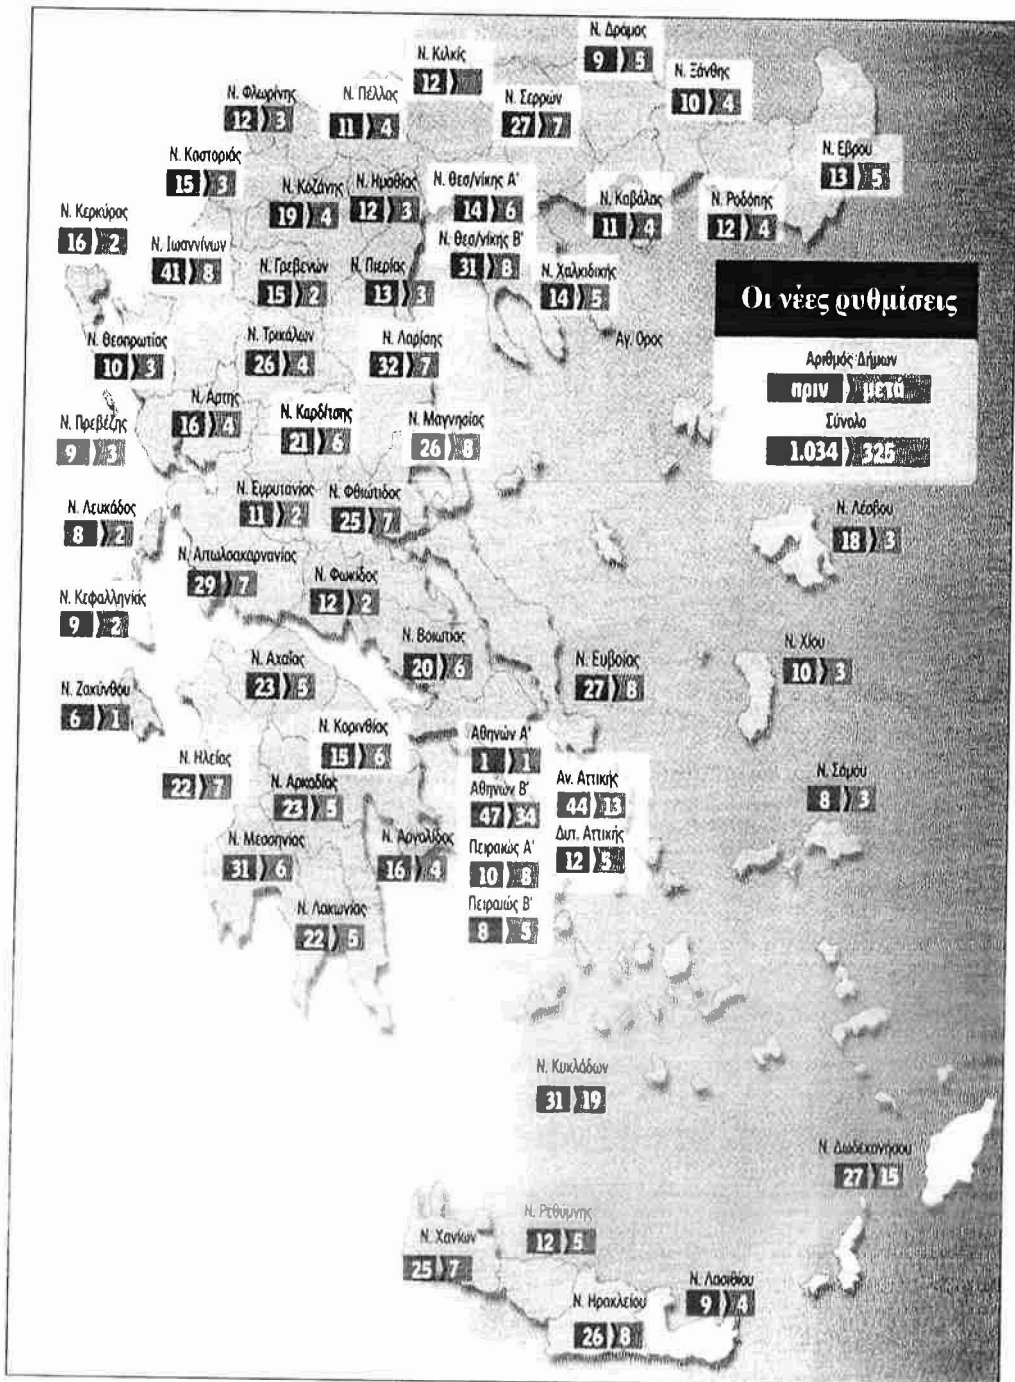 Ν. Δράμας
9 5
Ν. Κιλκίς
12
Ν. Ξάνθης
10 4
Ν. Φλωρίνης
12 3
Ν. Πέλλας
11 4
Ν. Σερρών
27 7
Ν. Έβρου
13 5
Ν. Καστοριάς
15 3
Ν. Κοζάνης
19 4
Ν. Ημαθίας
12 3
Ν. Θεσ/νίκης Α'
14 6
Ν. Καβάλας
11 4
Ν. Ροδόπης
12 4
Ν. Κερκύρας
16 2
Ν. Ιωαννίνων
41 8
Ν. Γρεβενών
15 2
Ν. Πιερίας
13 3
Ν. Θεσ/νίκης Β'
31 8
Ν. Χαλκιδικής
14 5
Αγ. Όρος
Οι νέες ρυθμίσεις
Αριθμός Δήμων
πριν μετά
Σύνολο
1.034 325
Ν. Θεσπρωτίας
10 3
Ν. Τρικάλων
26 4
Ν. Λαρίσης
32 7
Ν. Άρτης
16 4
Ν. Καρδίτσης
21 6
Ν. Μαγνησίας
26 8
Ν. Πρεβέζης
9 3
Ν. Ευρυτανίας
11 2
Ν. Φθιώτιδος
25 7
Ν. Λευκάδος
8 2
Ν. Λέσβου
18 3
Ν. Αιτωλοακαρνανίας
29 7
Ν. Φωκίδος
12 2
Ν. Κεφαλληνίας
9 2
Ν. Βοιωτίας
20 6
Ν. Ευβοίας
27 8
Ν. Χίου
10 3
Ν. Αχαΐας
23 5
Ν. Ζακύνθου
6 1
Ν. Κορινθίας
15 6
Αθηνών Α'
1 1
Ν. Ηλείας
22 7
Ν. Αρκαδίας
23 5
Αθηνών Β'
47 34
Αν. Αττικής
44 13
Ν. Σάμου
8 3
Ν. Μεσσηνίας
31 6
Ν. Αργολίδος
16 4
Πειραιώς Α'
10 8
Δυτ. Αττικής
12 5
Ν. Λακωνίας
22 5
Πειραιώς Β'
8 5
Ν. Κυκλάδων
31 19
Ν. Δωδεκανήσου
27 15
Ν. Ρεθύμνης
12 5
Ν. Χανίων
25 7
Ν. Λασιθίου
9 4
Ν. Ηρακλείου
26 8